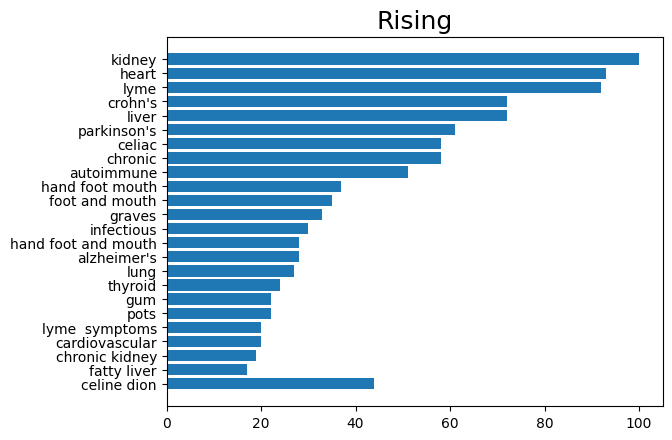 Rising
kidney
heart
lyme
crohn's
liver
parkinson's
celiac
chronic
autoimmune
hand foot mouth
foot and mouth
graves
infectious
hand foot and mouth
alzheimer's
lung
thyroid
gum
pots
lyme  symptoms
cardiovascular
chronic kidney
fatty liver
celine dion
0 20 40 60 80 100